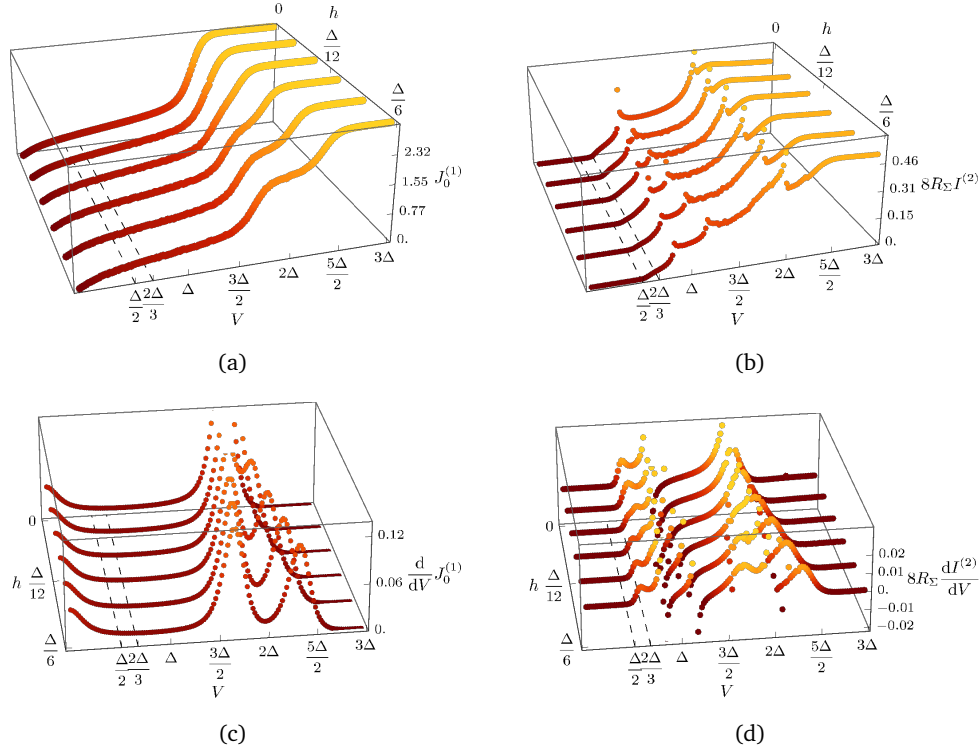 0
h
Δ/12
Δ/6
2.32
1.55
0.77
0.
J_0^{(1)}
Δ/2
2Δ/3
Δ
3Δ/2
2Δ
5Δ/2
3Δ
V
(a)
0
h
Δ/12
Δ/6
0.46
0.31
0.15
0.
8R_Σ I^{(2)}
Δ/2
2Δ/3
Δ
3Δ/2
2Δ
5Δ/2
3Δ
V
(b)
0
h
Δ/12
Δ/6
0.12
0.06
0.
d/dV J_0^{(1)}
Δ/2
2Δ/3
Δ
3Δ/2
2Δ
5Δ/2
3Δ
V
(c)
0
h
Δ/12
Δ/6
0.02
0.01
0.
−0.01
−0.02
8R_Σ dI^{(2)}/dV
Δ/2
2Δ/3
Δ
3Δ/2
2Δ
5Δ/2
3Δ
V
(d)